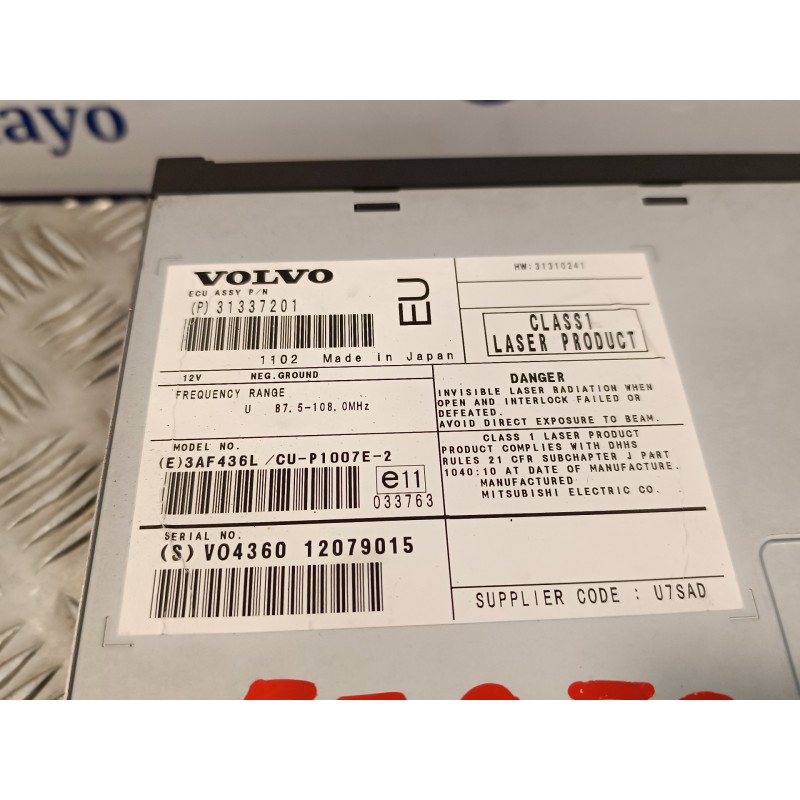 ayo
VOLVO
ECU ASSY P/N
(P) 31337201
EU
1102 Made in Japan
HW:31310241
CLASS1
LASER PRODUCT
12V NEG.GROUND
FREQUENCY RANGE
U 87.5-108.0MHz
DANGER
INVISIBLE LASER RADIATION WHEN
OPEN AND INTERLOCK FAILED OR
DEFEATED.
AVOID DIRECT EXPOSURE TO BEAM.
MODEL NO.
(E)3AF436L/CU-P1007E-2
e11
033763
CLASS 1 LASER PRODUCT
PRODUCT COMPLIES WITH DHHS
RULES 21 CFR SUBCHAPTER J PART
1040:10 AT DATE OF MANUFACTURE.
MANUFACTURED
MITSUBISHI ELECTRIC CO.
SERIAL NO.
(S) VO4360 12079015
SUPPLIER CODE : U7SAD